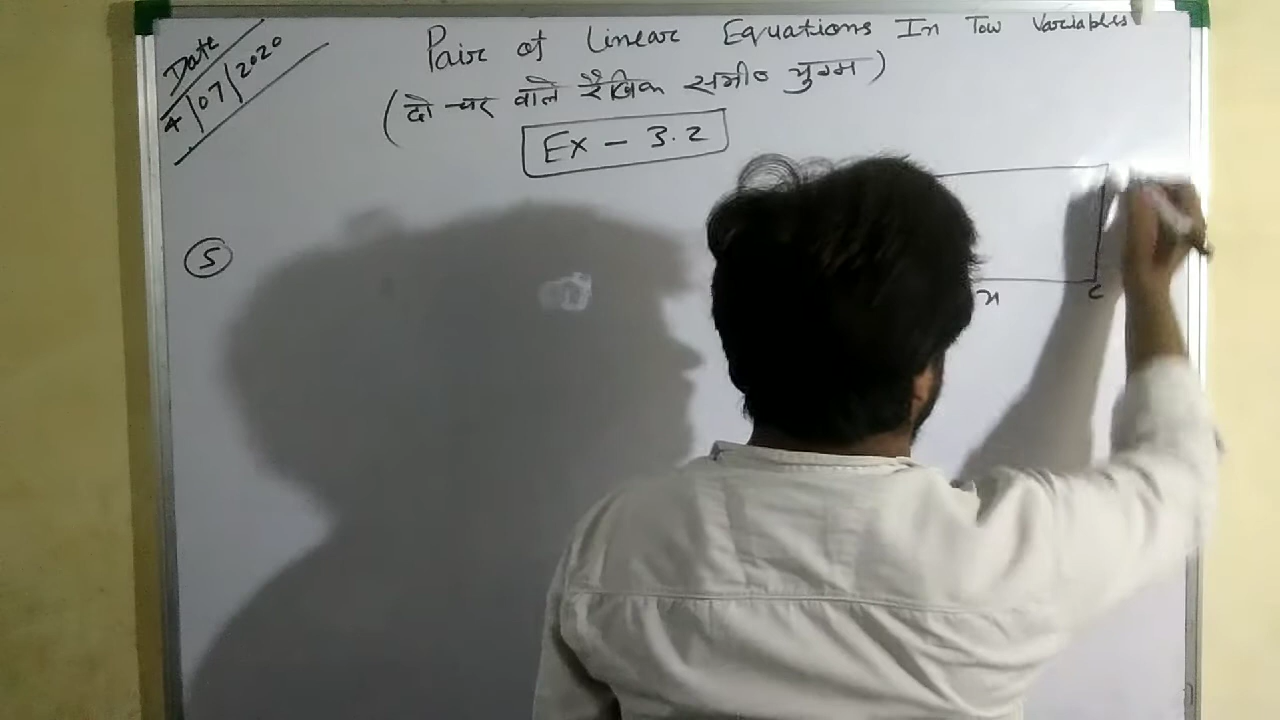 Date
4/07/2020
Pair of Linear Equations In Tow Variables
(दो चर वाले रैखिक समी० युग्म)
Ex - 3.2
5
x
C